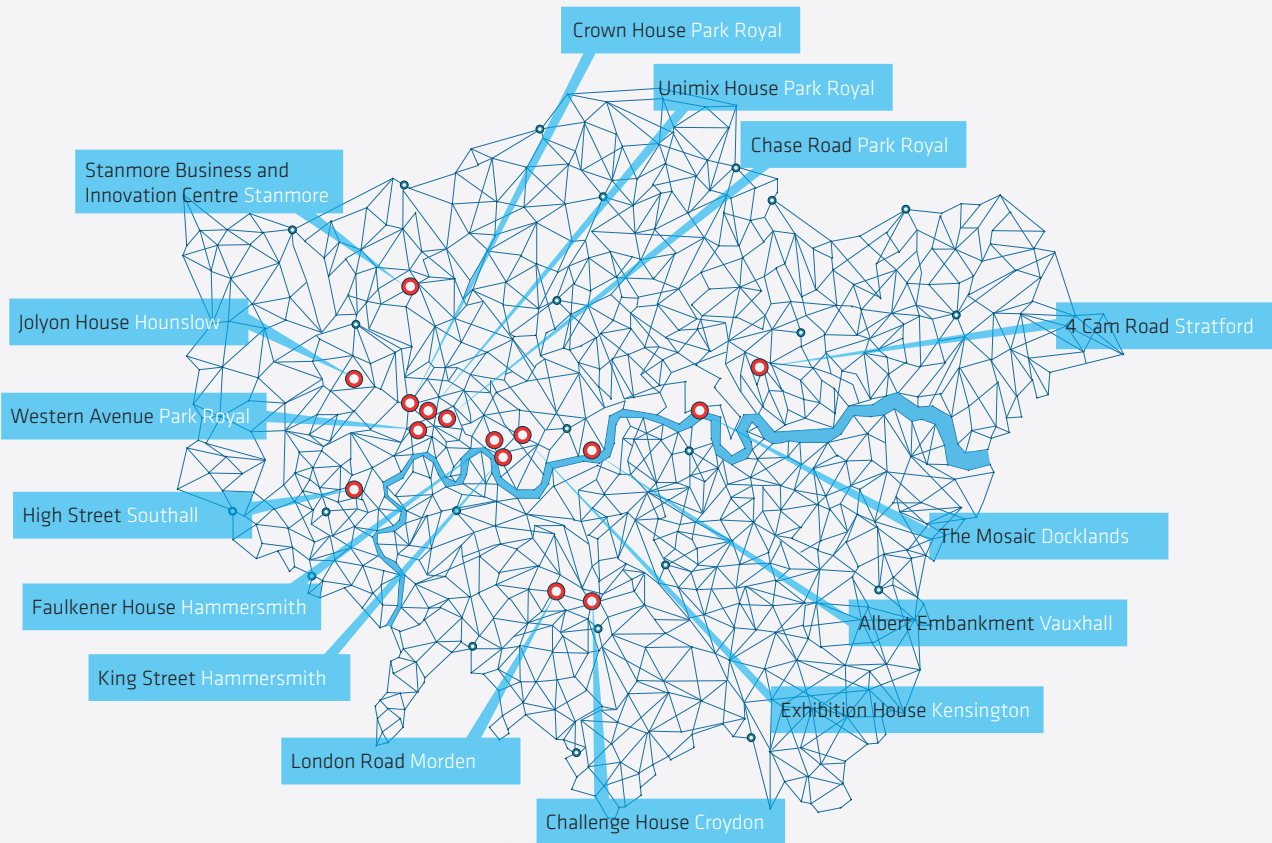 Crown House Park Royal
Unimix House Park Royal
Chase Road Park Royal
Stanmore Business and
Innovation Centre Stanmore
Jolyon House Hounslow
4 Cam Road Stratford
Western Avenue Park Royal
High Street Southall
The Mosaic Docklands
Faulkener House Hammersmith
Albert Embankment Vauxhall
King Street Hammersmith
Exhibition House Kensington
London Road Morden
Challenge House Croydon